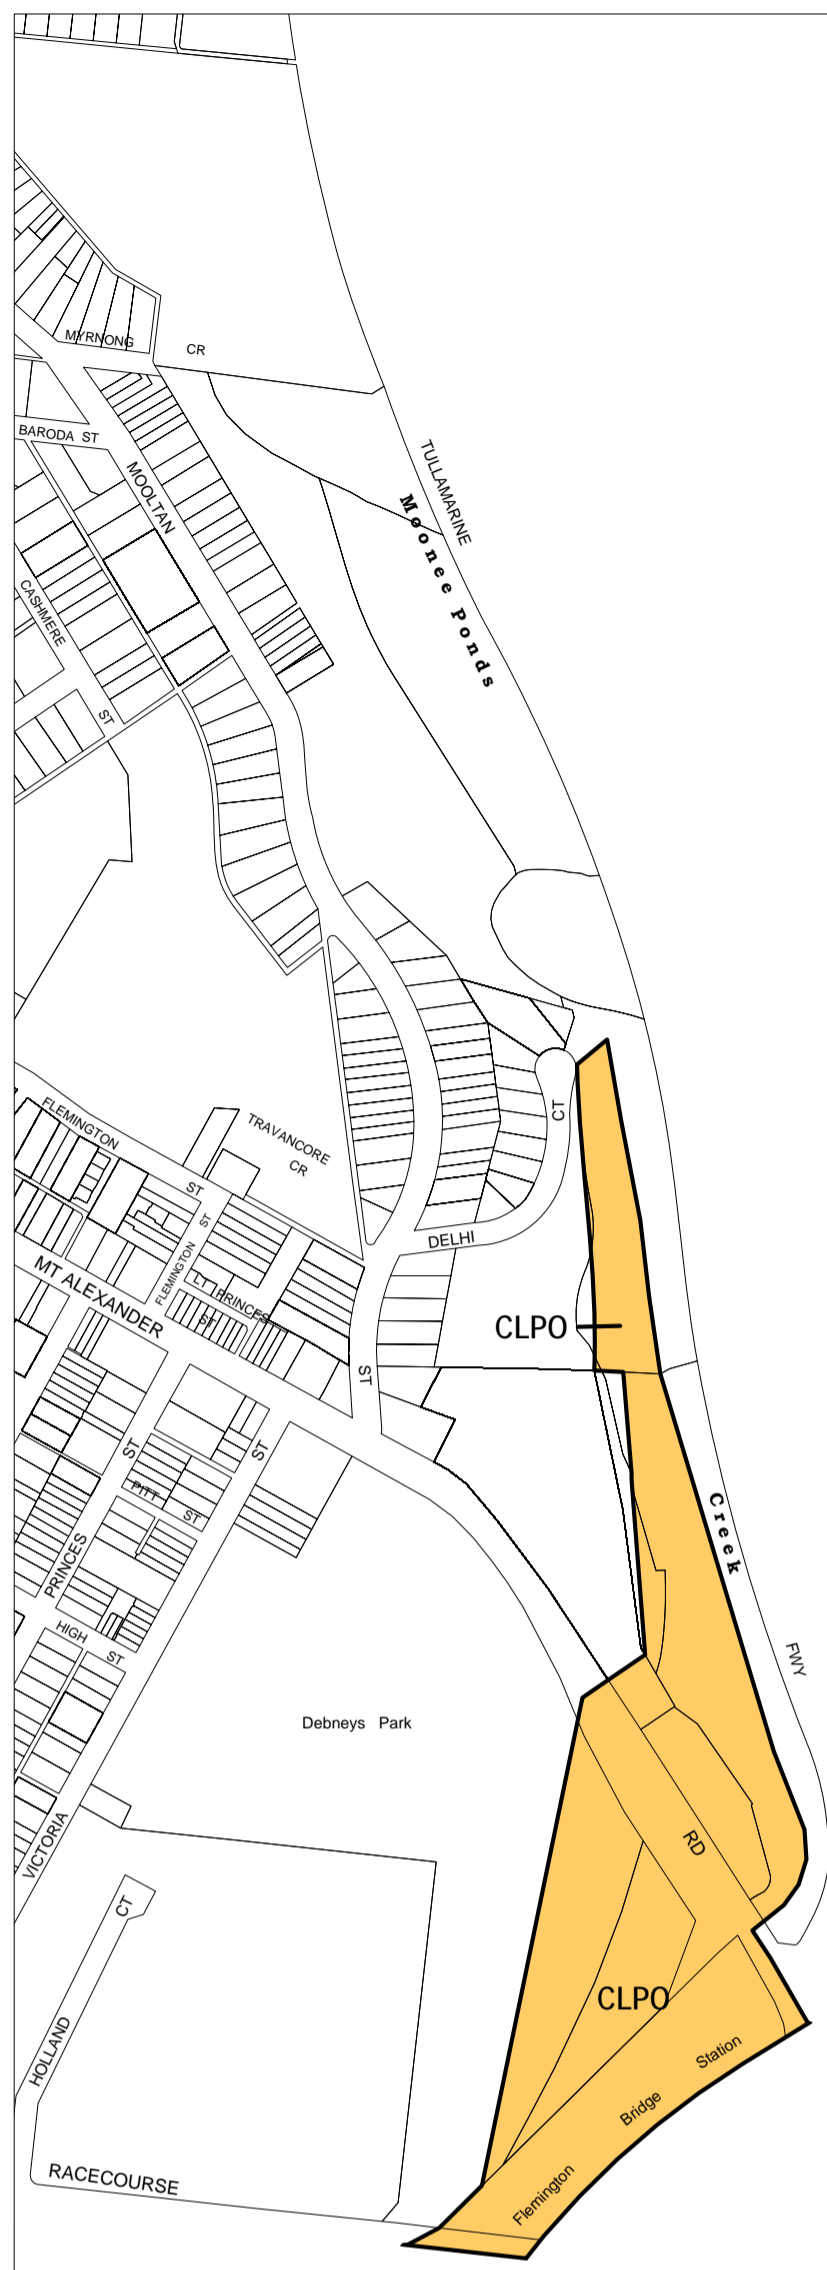 MYRNONG CR
BARODA ST
TULLAMARINE
MOOLTAN
Moonee Ponds
CASHMERE
ST
FLEMINGTON
ST
TRAVANCORE
CR
CT
FLEMINGTON ST
DELHI
MT ALEXANDER
LT PRINCES
ST
CLPO
ST
ST
ST
PITT
ST
Creek
PRINCES
HIGH
ST
FWY
Debneys Park
VICTORIA
RD
CT
CLPO
HOLLAND
Flemington Bridge Station
RACECOURSE